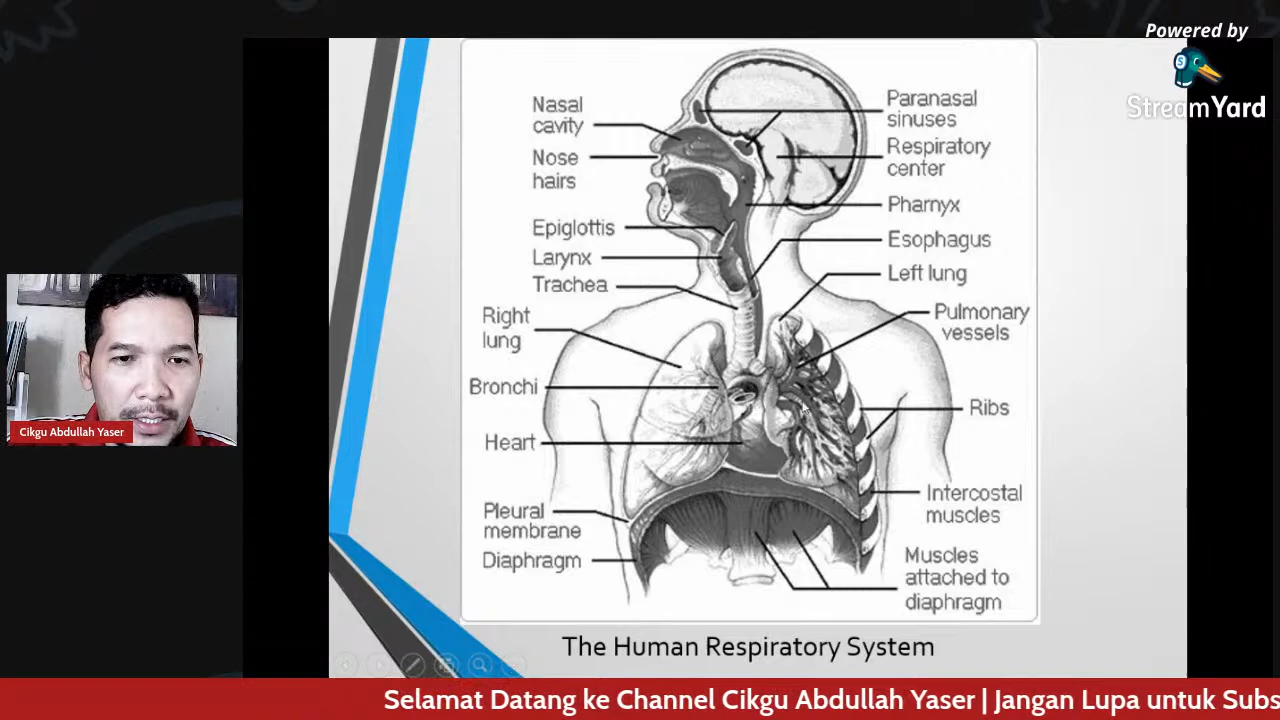 Powered by
StreamYard
Nasal
cavity
Nose
hairs
Epiglottis
Larynx
Trachea
Right
lung
Bronchi
Heart
Pleural
membrane
Diaphragm
Paranasal
sinuses
Respiratory
center
Pharnyx
Esophagus
Left lung
Pulmonary
vessels
Ribs
Intercostal
muscles
Muscles
attached to
diaphragm
The Human Respiratory System
Cikgu Abdullah Yaser
Selamat Datang ke Channel Cikgu Abdullah Yaser | Jangan Lupa untuk Subs